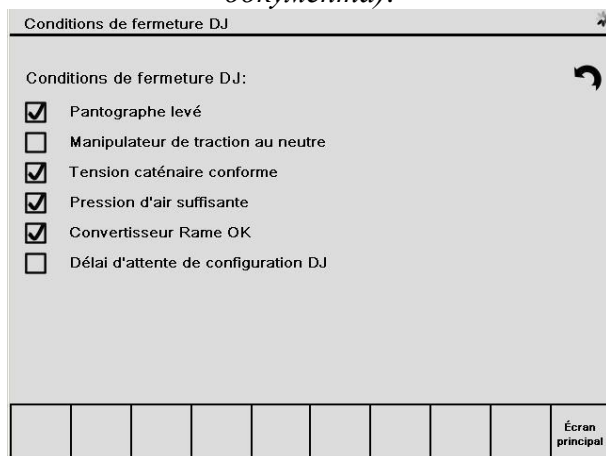 документа).
Conditions de fermeture DJ
Conditions de fermeture DJ:
Pantographe levé
Manipulateur de traction au neutre
Tension caténaire conforme
Pression d'air suffisante
Convertisseur Rame OK
Délai d'attente de configuration DJ
Écran
principal